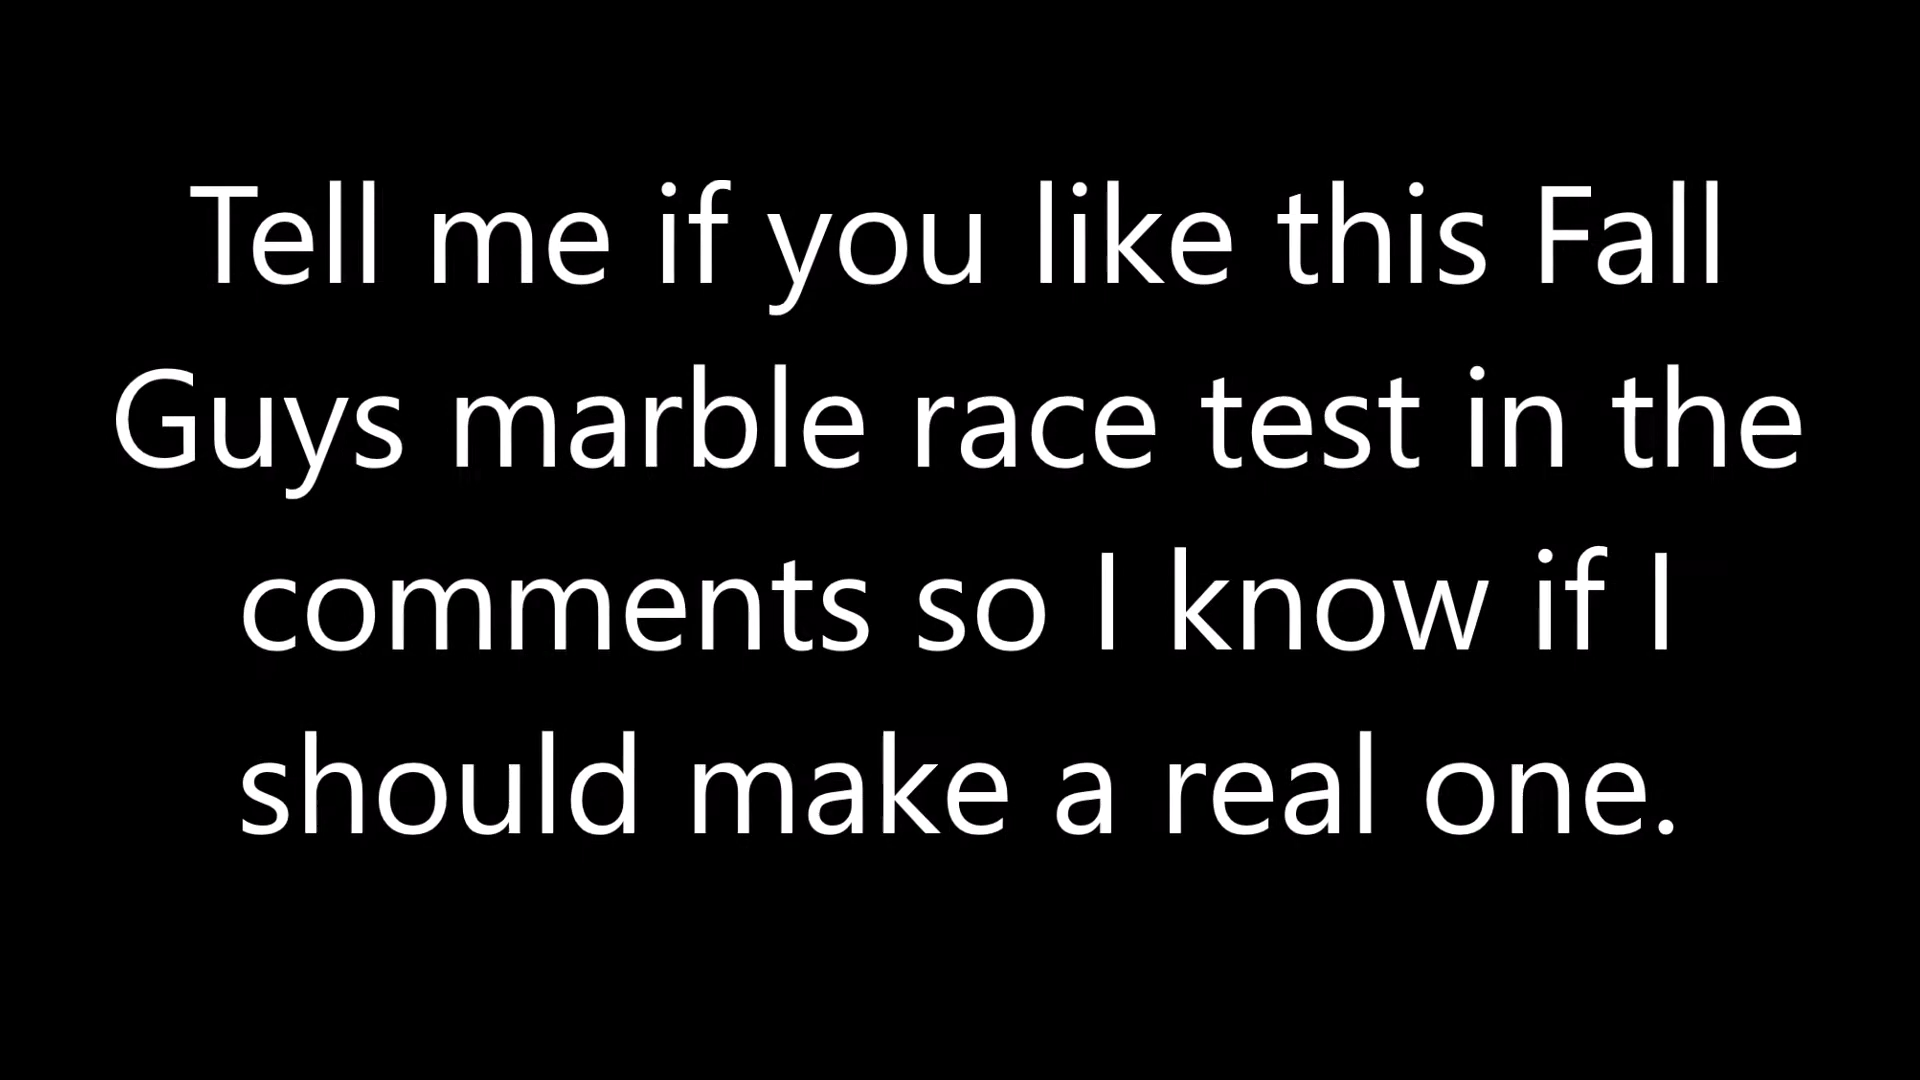 Tell me if you like this Fall
Guys marble race test in the
comments so I know if I
should make a real one.